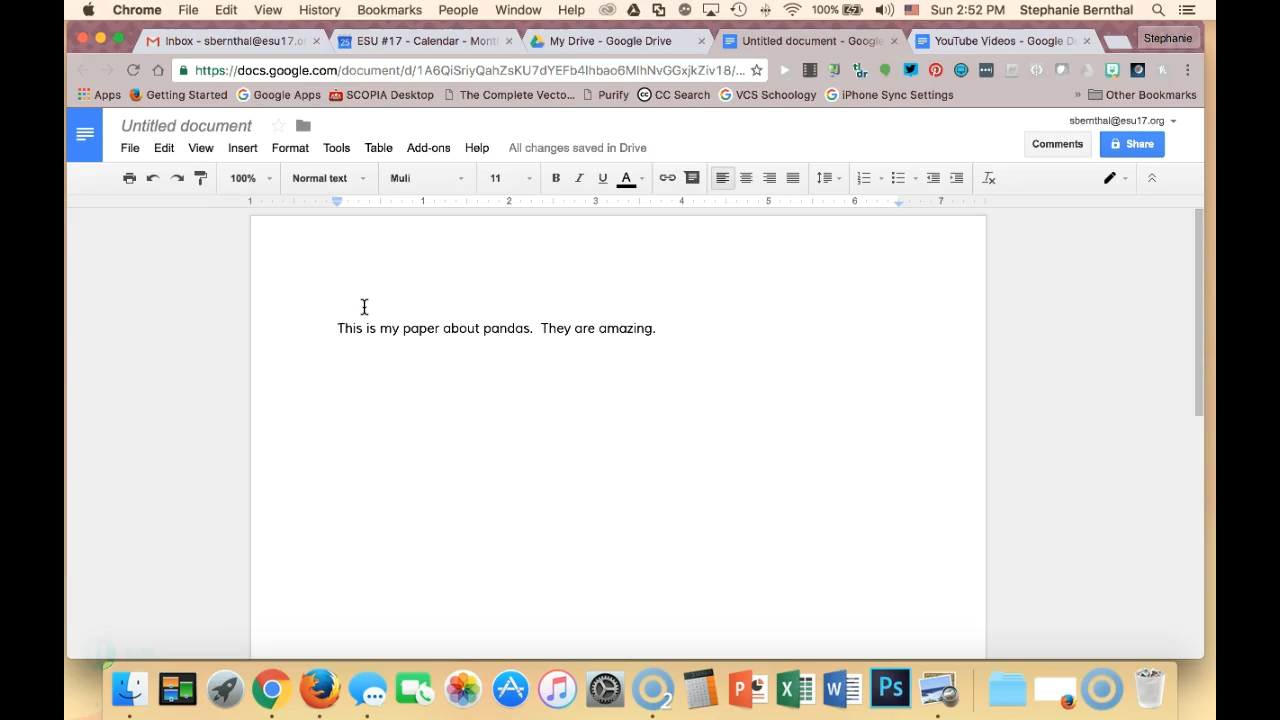 Chrome File Edit View History Bookmarks People Window Help 100% Sun 2:52 PM Stephanie Bernthal
Inbox - sbernthal@esu17.o
25 ESU #17 - Calendar - Mont
My Drive - Google Drive
Untitled document - Google
YouTube Videos - Google D
Stephanie
https://docs.google.com/document/d/1A6QiSriyQahZsKU7dYEFb4Ihbao6MIhNvGGxjkZiv18/...
Apps Getting Started Google Apps SCOPIA Desktop The Complete Vecto... Purify CC Search VCS Schoology iPhone Sync Settings » Other Bookmarks
Untitled document
sbernthal@esu17.org
File Edit View Insert Format Tools Table Add-ons Help All changes saved in Drive
Comments Share
100% Normal text Muli 11 B I U A
1 1 2 3 4 5 6 7
This is my paper about pandas. They are amazing.
2 P X W Ps